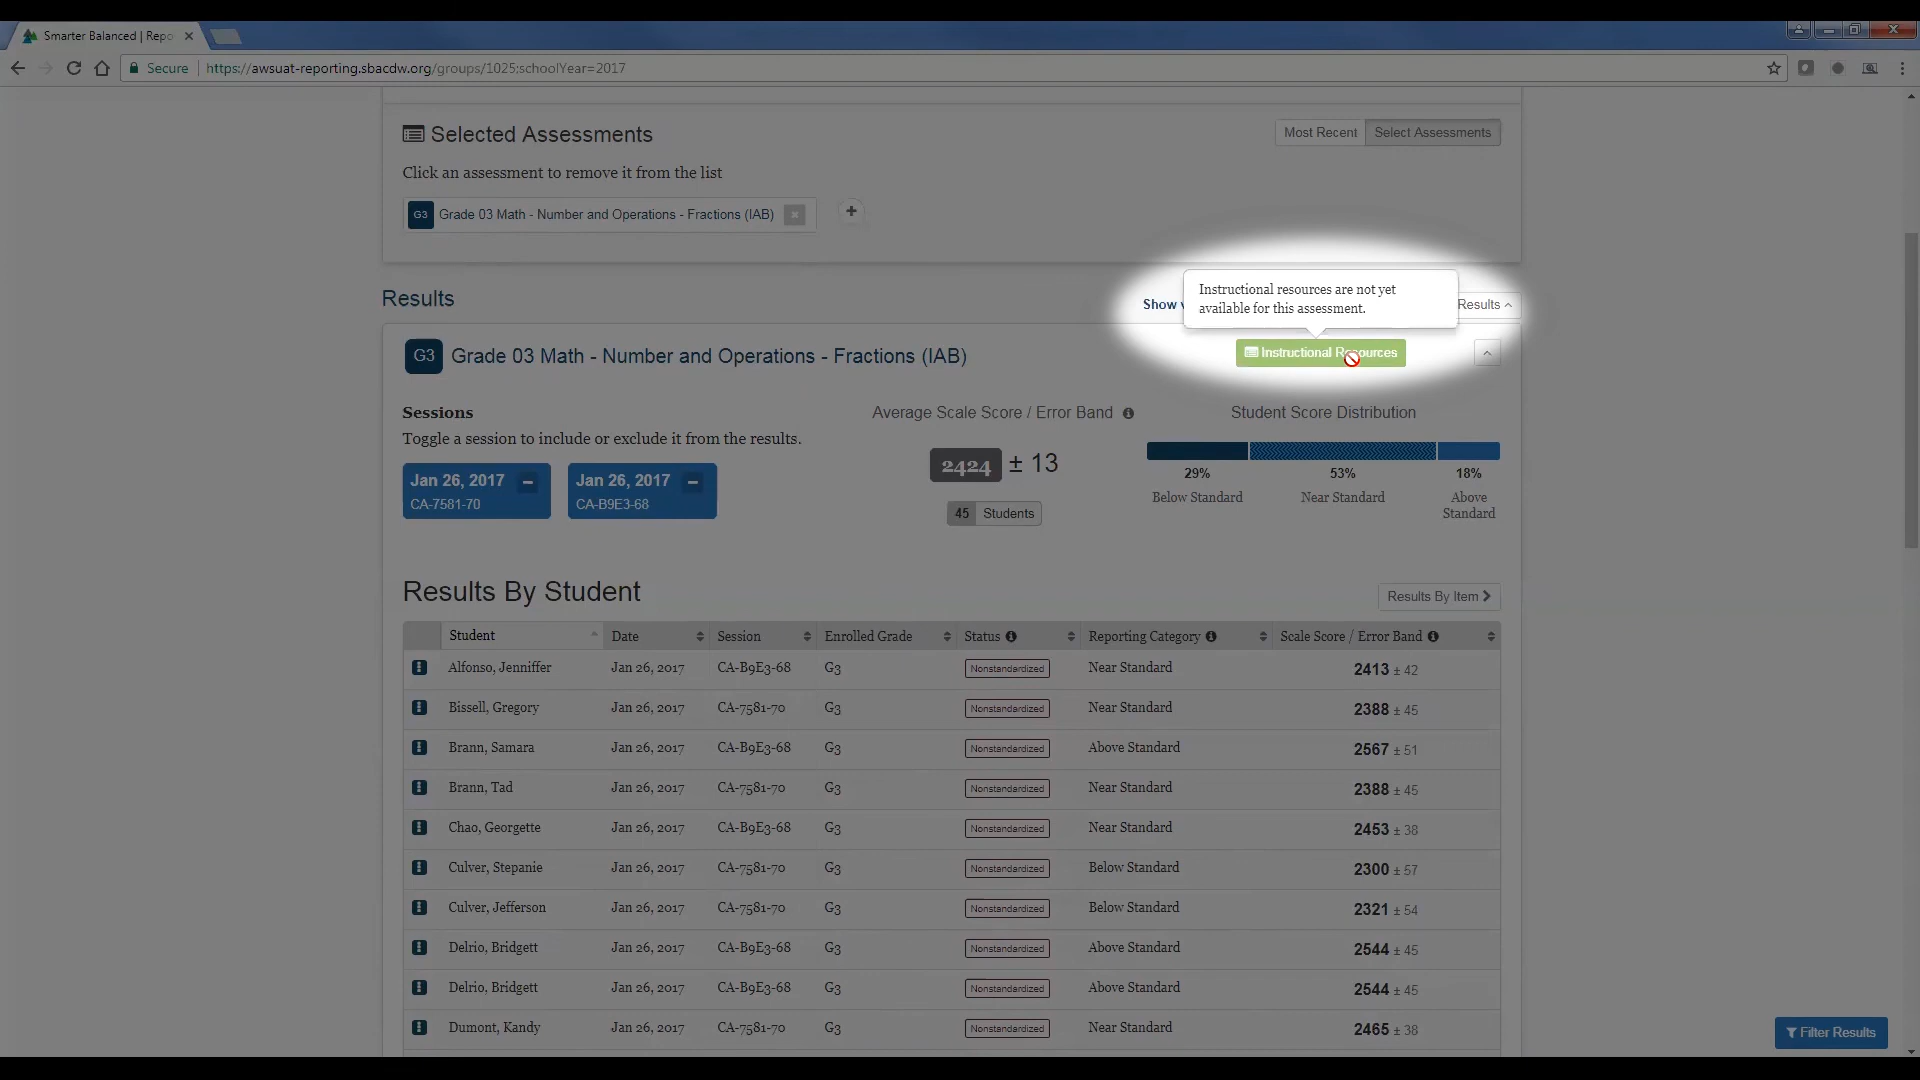 Smarter Balanced | Repo
Secure
https://awsuat-reporting.sbacdw.org/groups/1025;schoolYear=2017
Selected Assessments
Most Recent
Select Assessments
Click an assessment to remove it from the list
G3 Grade 03 Math - Number and Operations - Fractions (IAB)
Results
Show
Instructional resources are not yet
available for this assessment.
Results
G3 Grade 03 Math - Number and Operations - Fractions (IAB)
Instructional Resources
Sessions
Toggle a session to include or exclude it from the results.
Jan 26, 2017
CA-7581-70
Jan 26, 2017
CA-B9E3-68
Average Scale Score / Error Band
2424 ± 13
45 Students
Student Score Distribution
29% 53% 18%
Below Standard Near Standard Above
Standard
Results By Student
Results By Item
Student Date Session Enrolled Grade Status Reporting Category Scale Score / Error Band
Alfonso, Jenniffer Jan 26, 2017 CA-B9E3-68 G3 Nonstandardized Near Standard 2413 ± 42
Bissell, Gregory Jan 26, 2017 CA-7581-70 G3 Nonstandardized Near Standard 2388 ± 45
Brann, Samara Jan 26, 2017 CA-B9E3-68 G3 Nonstandardized Above Standard 2567 ± 51
Brann, Tad Jan 26, 2017 CA-7581-70 G3 Nonstandardized Near Standard 2388 ± 45
Chao, Georgette Jan 26, 2017 CA-B9E3-68 G3 Nonstandardized Near Standard 2453 ± 38
Culver, Stepanie Jan 26, 2017 CA-7581-70 G3 Nonstandardized Below Standard 2300 ± 57
Culver, Jefferson Jan 26, 2017 CA-7581-70 G3 Nonstandardized Below Standard 2321 ± 54
Delrio, Bridgett Jan 26, 2017 CA-B9E3-68 G3 Nonstandardized Above Standard 2544 ± 45
Delrio, Bridgett Jan 26, 2017 CA-7581-70 G3 Nonstandardized Above Standard 2544 ± 45
Dumont, Kandy Jan 26, 2017 CA-B9E3-68 G3 Nonstandardized Near Standard 2465 ± 38
Filter Results